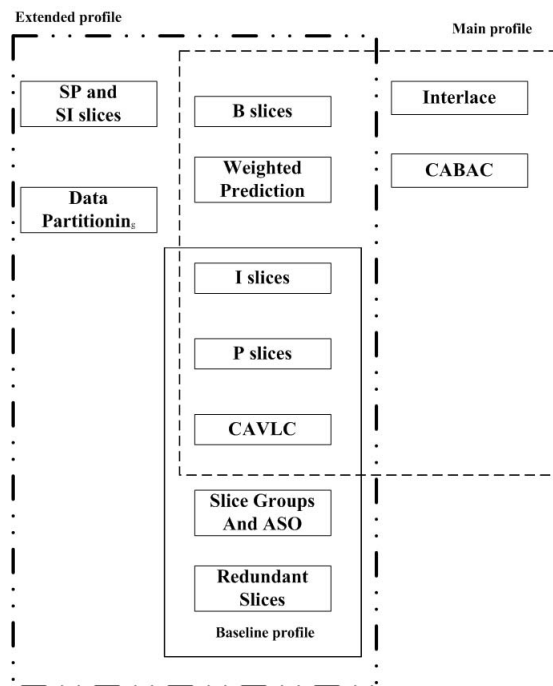 Extended profile
Main profile
SP and
SI slices
B slices
Interlace
Weighted
Prediction
CABAC
Data
Partitioning
I slices
P slices
CAVLC
Slice Groups
And ASO
Redundant
Slices
Baseline profile